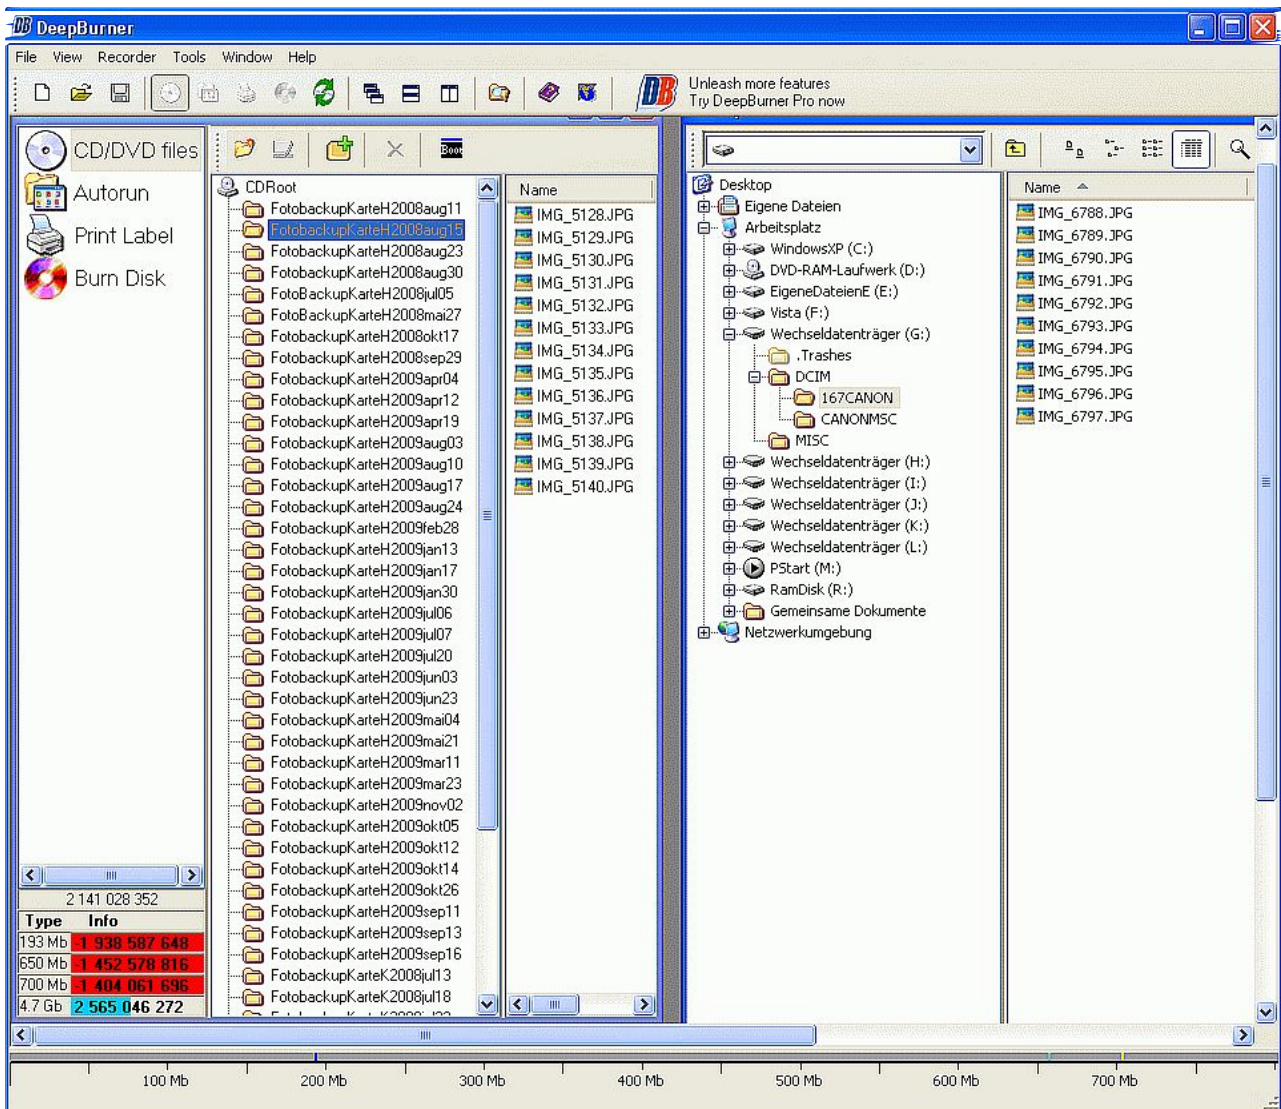 DB DeepBurner
File View Recorder Tools Window Help
DB Unleash more features
Try DeepBurner Pro now
CD/DVD files
Autorun
Print Label
Burn Disk
2 141 028 352
Type Info
193 Mb -1 938 587 648
650 Mb -1 452 578 816
700 Mb -1 404 061 696
4.7 Gb 2 565 046 272
Boot
CDRoot
FotobackupKarteH2008aug11
FotobackupKarteH2008aug15
FotobackupKarteH2008aug23
FotobackupKarteH2008aug30
FotoBackupKarteH2008jul05
FotoBackupKarteH2008mai27
FotobackupKarteH2008okt17
FotobackupKarteH2008sep29
FotobackupKarteH2009apr04
FotobackupKarteH2009apr12
FotobackupKarteH2009apr19
FotobackupKarteH2009aug03
FotobackupKarteH2009aug10
FotobackupKarteH2009aug17
FotobackupKarteH2009aug24
FotobackupKarteH2009feb28
FotobackupKarteH2009jan13
FotobackupKarteH2009jan17
FotobackupKarteH2009jan30
FotobackupKarteH2009jul06
FotobackupKarteH2009jul07
FotobackupKarteH2009jul20
FotobackupKarteH2009jun03
FotobackupKarteH2009jun23
FotobackupKarteH2009mai04
FotobackupKarteH2009mai21
FotobackupKarteH2009mar11
FotobackupKarteH2009mar23
FotobackupKarteH2009nov02
FotobackupKarteH2009okt05
FotobackupKarteH2009okt12
FotobackupKarteH2009okt14
FotobackupKarteH2009okt26
FotobackupKarteH2009sep11
FotobackupKarteH2009sep13
FotobackupKarteH2009sep16
FotobackupKarteK2008jul13
FotobackupKarteK2008jul18
Name
IMG_5128.JPG
IMG_5129.JPG
IMG_5130.JPG
IMG_5131.JPG
IMG_5132.JPG
IMG_5133.JPG
IMG_5134.JPG
IMG_5135.JPG
IMG_5136.JPG
IMG_5137.JPG
IMG_5138.JPG
IMG_5139.JPG
IMG_5140.JPG
Desktop
Eigene Dateien
Arbeitsplatz
WindowsXP (C:)
DVD-RAM-Laufwerk (D:)
EigeneDateienE (E:)
Vista (F:)
Wechseldatenträger (G:)
.Trashes
DCIM
167CANON
CANONMSC
MISC
Wechseldatenträger (H:)
Wechseldatenträger (I:)
Wechseldatenträger (J:)
Wechseldatenträger (K:)
Wechseldatenträger (L:)
PStart (M:)
RamDisk (R:)
Gemeinsame Dokumente
Netzwerkumgebung
Name
IMG_6788.JPG
IMG_6789.JPG
IMG_6790.JPG
IMG_6791.JPG
IMG_6792.JPG
IMG_6793.JPG
IMG_6794.JPG
IMG_6795.JPG
IMG_6796.JPG
IMG_6797.JPG
100 Mb 200 Mb 300 Mb 400 Mb 500 Mb 600 Mb 700 Mb